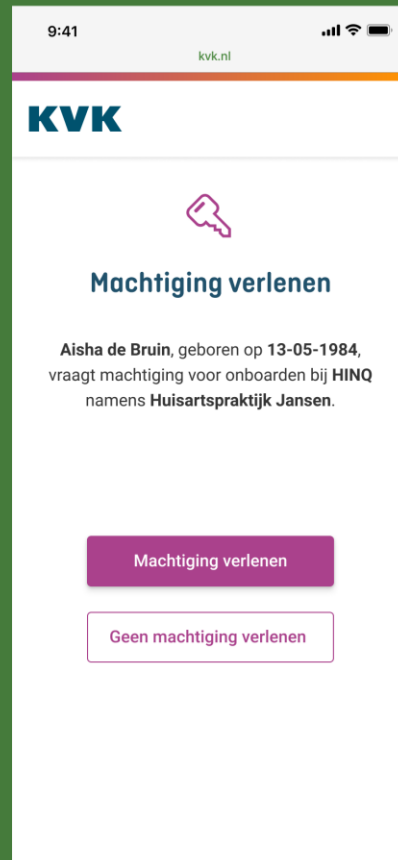 9:41
kvk.nl
KVK
Machtiging verlenen
Aisha de Bruin, geboren op 13-05-1984,
vraagt machtiging voor onboarden bij HINQ
namens Huisartspraktijk Jansen.
Machtiging verlenen
Geen machtiging verlenen